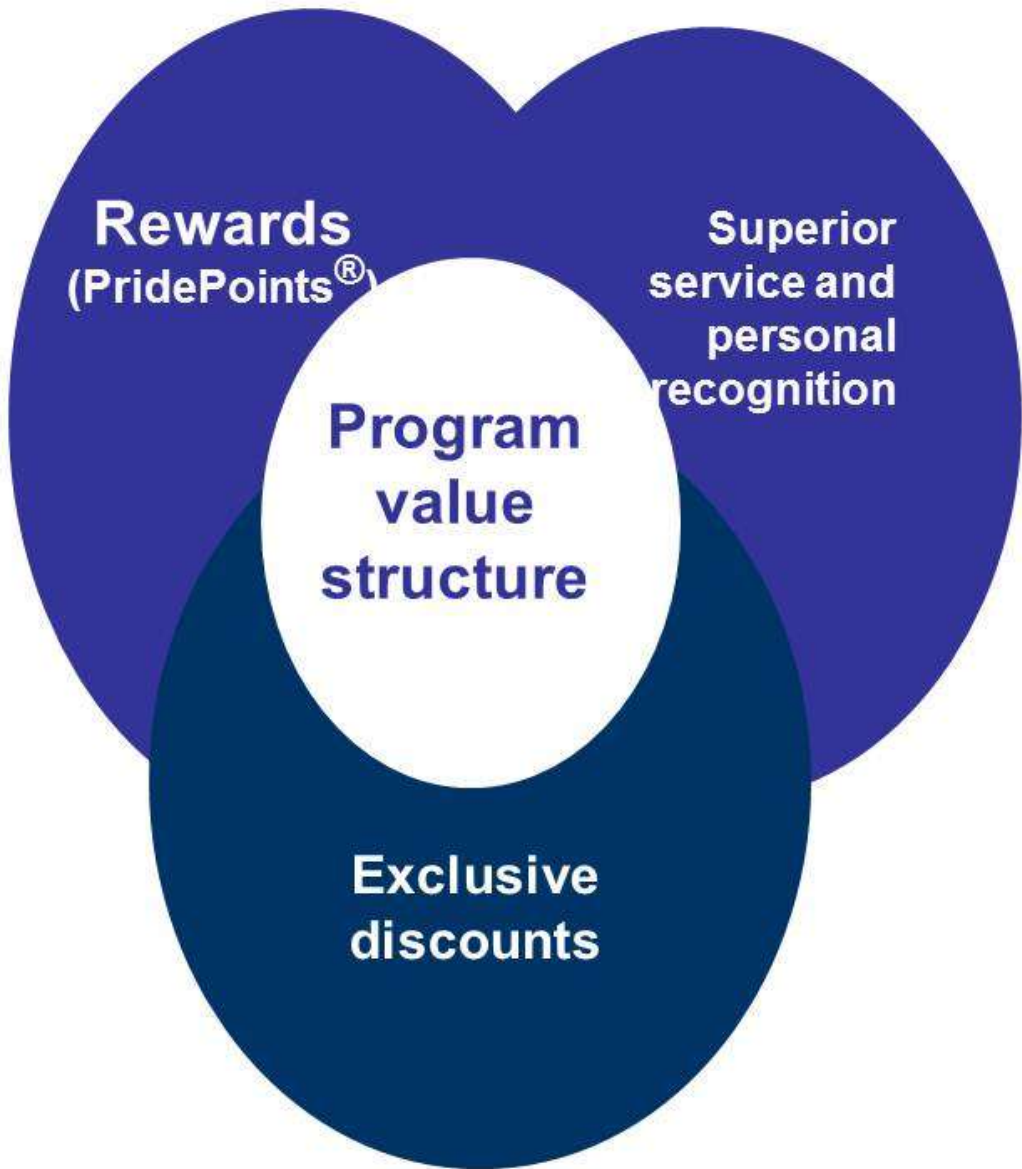 Rewards
(PridePoints®)
Superior
service and
personal
recognition
Program
value
structure
Exclusive
discounts